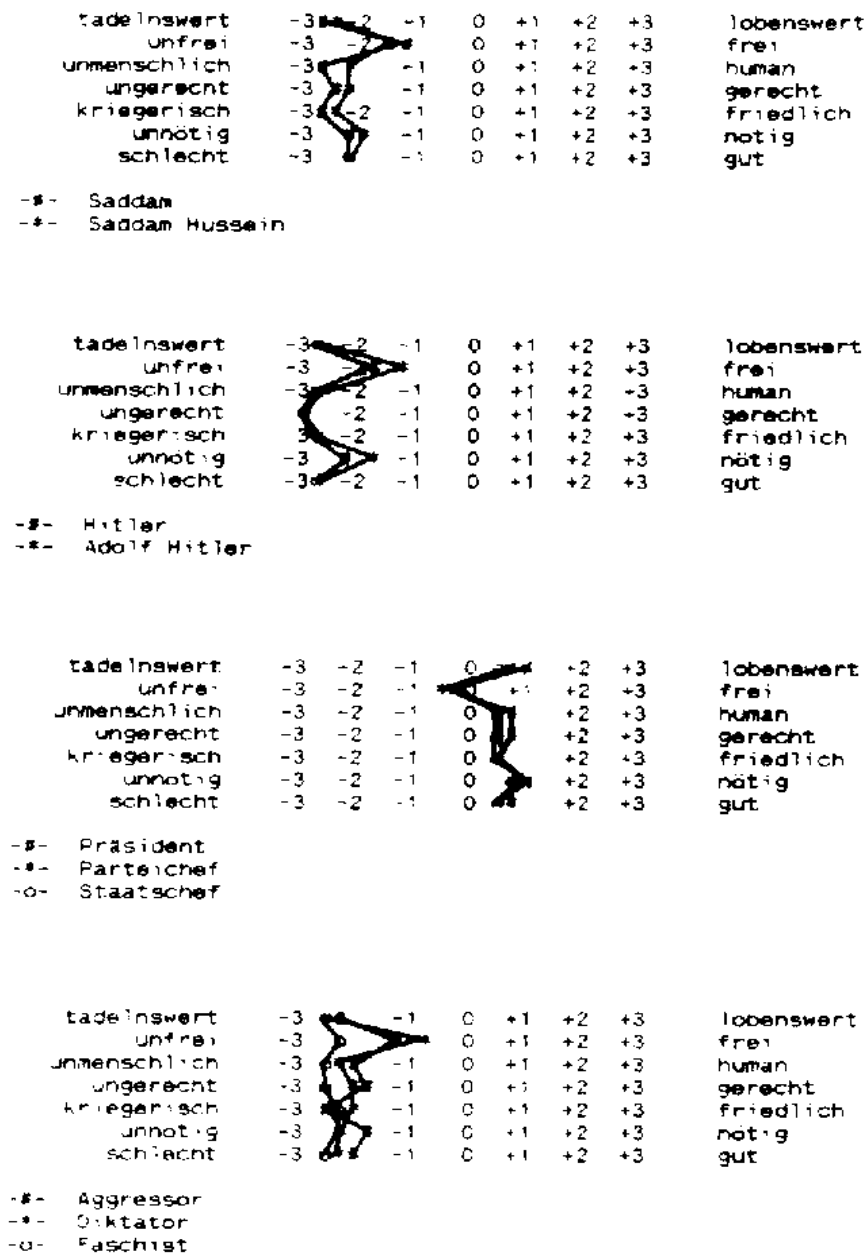 tadelnswert -3 -2 -1 0 +1 +2 +3 lobenswert
unfrei -3 -2 0 +1 +2 +3 frei
unmenschlich -3 -1 0 +1 +2 +3 human
ungerecht -3 -1 0 +1 +2 +3 gerecht
kriegerisch -3 -2 -1 0 +1 +2 +3 friedlich
unnötig -3 -1 0 +1 +2 +3 nötig
schlecht -3 -1 0 +1 +2 +3 gut
-#- Saddam
-*- Saddam Hussein
tadelnswert -3 -2 -1 0 +1 +2 +3 lobenswert
unfrei -3 0 +1 +2 +3 frei
unmenschlich -3 -2 -1 0 +1 +2 +3 human
ungerecht -2 -1 0 +1 +2 +3 gerecht
kriegerisch -3 -2 -1 0 +1 +2 +3 friedlich
unnötig -3 -1 0 +1 +2 +3 nötig
schlecht -3 -2 -1 0 +1 +2 +3 gut
-#- Hitler
-*- Adolf Hitler
tadelnswert -3 -2 -1 0 +2 +3 lobenswert
unfrei -3 -2 -1 +1 +2 +3 frei
unmenschlich -3 -2 -1 0 +2 +3 human
ungerecht -3 -2 -1 0 +2 +3 gerecht
kriegerisch -3 -2 -1 0 +2 +3 friedlich
unnötig -3 -2 -1 0 +2 +3 nötig
schlecht -3 -2 -1 0 +2 +3 gut
-#- Präsident
-*- Parteichef
-o- Staatschef
tadelnswert -3 -1 0 +1 +2 +3 lobenswert
unfrei -3 0 +1 +2 +3 frei
unmenschlich -3 -1 0 +1 +2 +3 human
ungerecht -3 -1 0 +1 +2 +3 gerecht
kriegerisch -3 -1 0 +1 +2 +3 friedlich
unnötig -3 -1 0 +1 +2 +3 nötig
schlecht -3 -1 0 +1 +2 +3 gut
-#- Aggressor
-*- Diktator
-o- Faschist